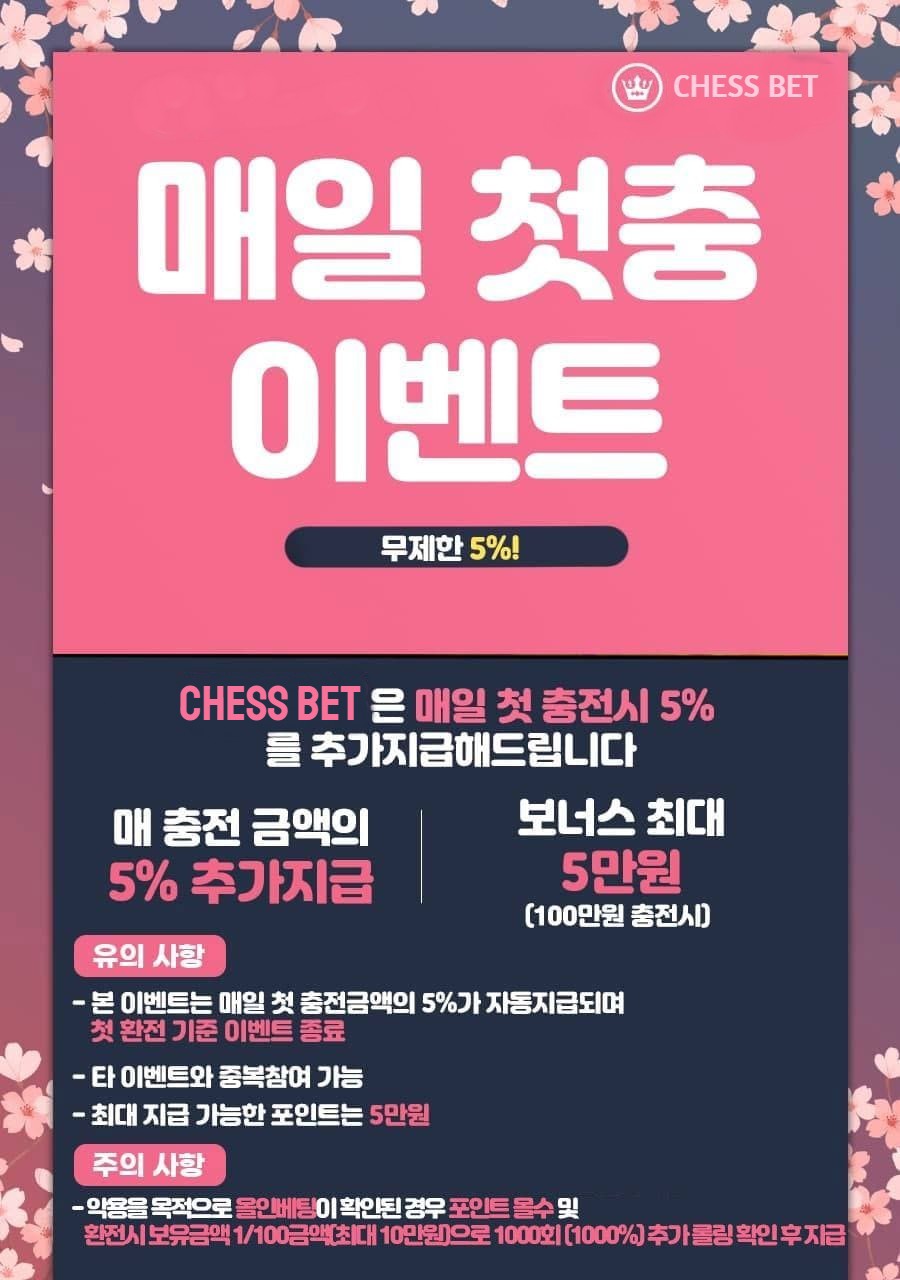 CHESS BET
매일 첫충
이벤트
무제한 5%!
CHESS BET 은 매일 첫 충전시 5%
를 추가지급해드립니다
매 충전 금액의
5% 추가지급
보너스 최대
5만원
(100만원 충전시)
유의 사항
- 본 이벤트는 매일 첫 충전금액의 5%가 자동지급되며
첫 환전 기준 이벤트 종료
- 타 이벤트와 중복참여 가능
- 최대 지급 가능한 포인트는 5만원
주의 사항
- 악용을 목적으로 올인베팅이 확인된 경우 포인트 몰수 및
환전시 보유금액 1/100금액(최대 10만원)으로 1000회 (1000%) 추가 롤링 확인 후 지급